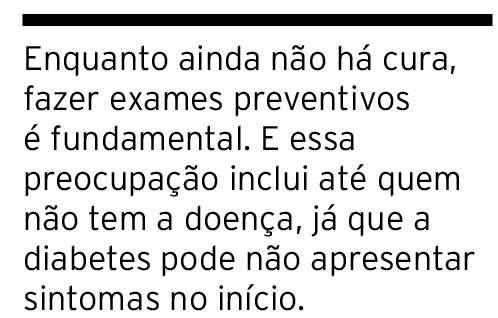 Enquanto ainda não há cura,
fazer exames preventivos
é fundamental. E essa
preocupação inclui até quem
não tem a doença, já que a
diabetes pode não apresentar
sintomas no início.